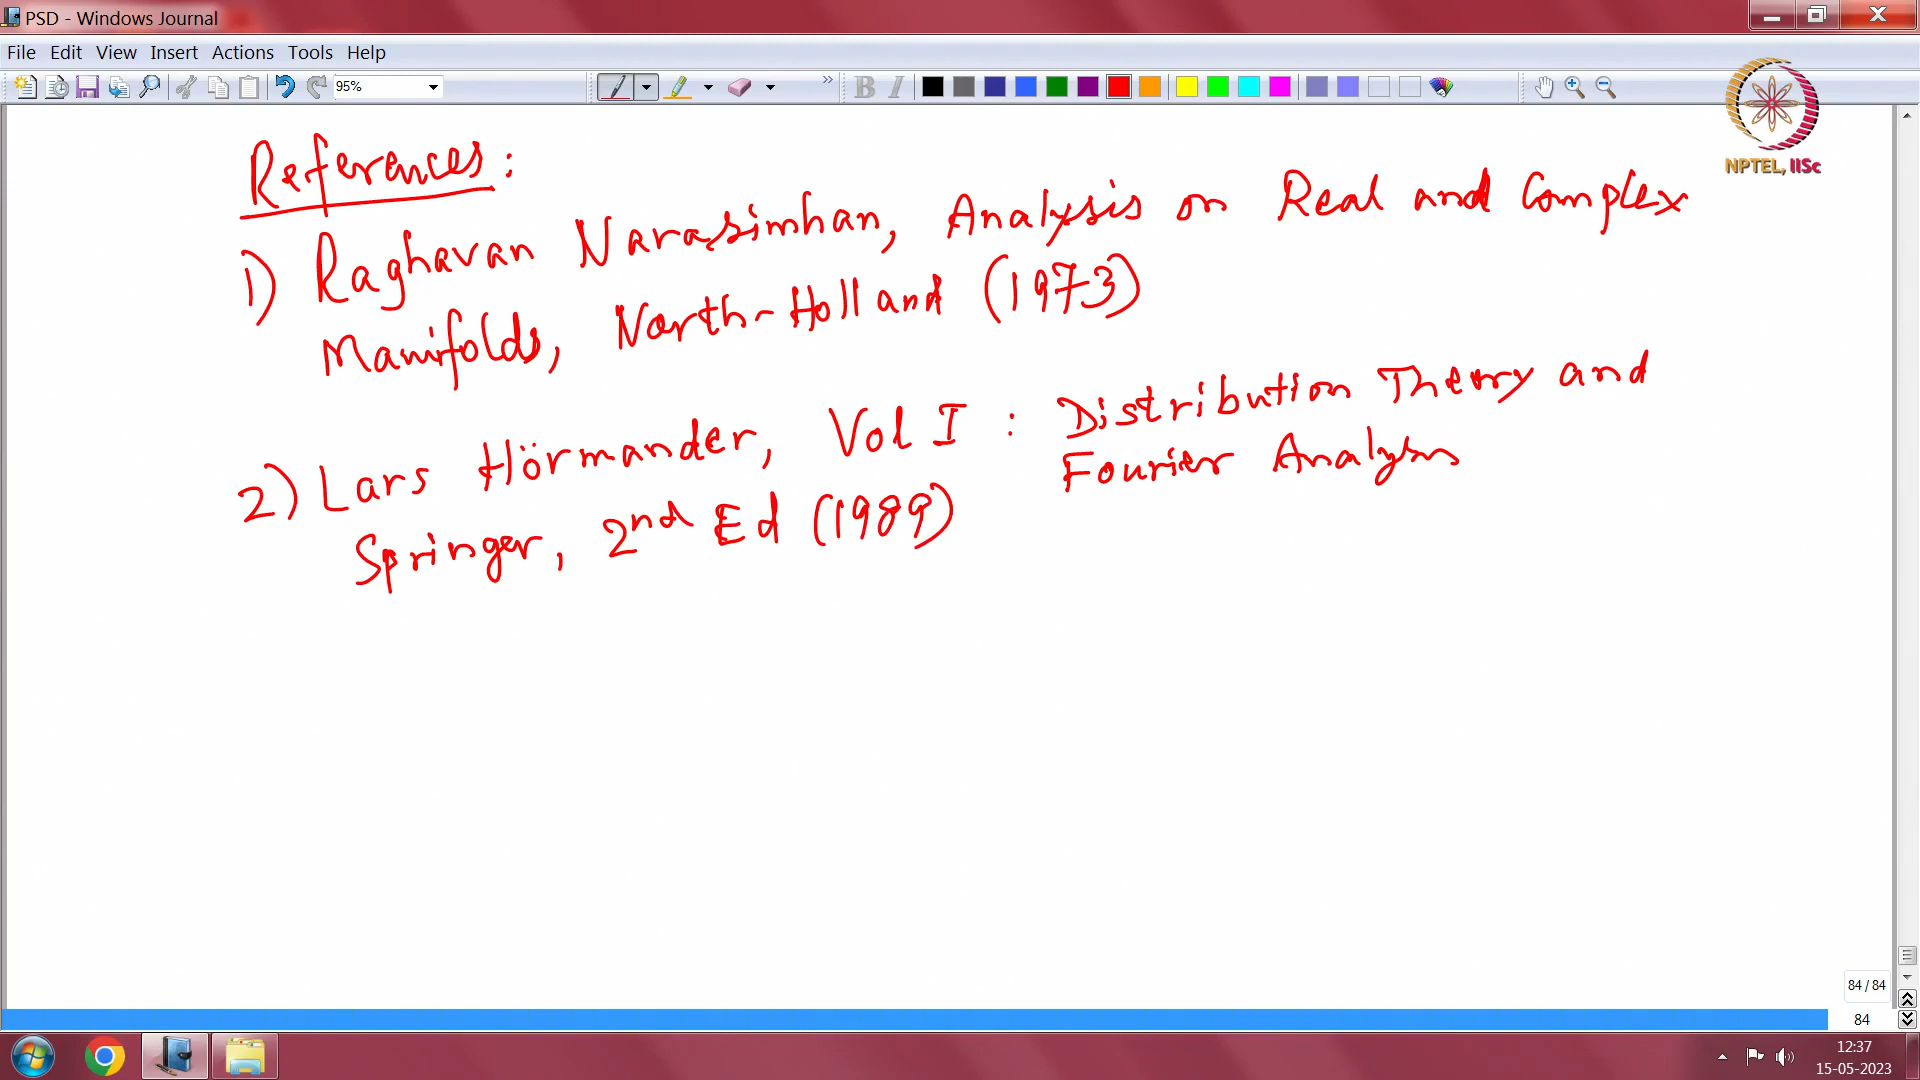 PSD - Windows Journal
File Edit View Insert Actions Tools Help
95%
NPTEL, IISc
References:
1) Raghavan Narasimhan, Analysis on Real and Complex
Manifolds, North-Holland (1973)
2) Lars Hörmander, Vol I : Distribution Theory and
Fourier Analysis
Springer, 2nd Ed (1989)
84 / 84
84
12:37
15-05-2023